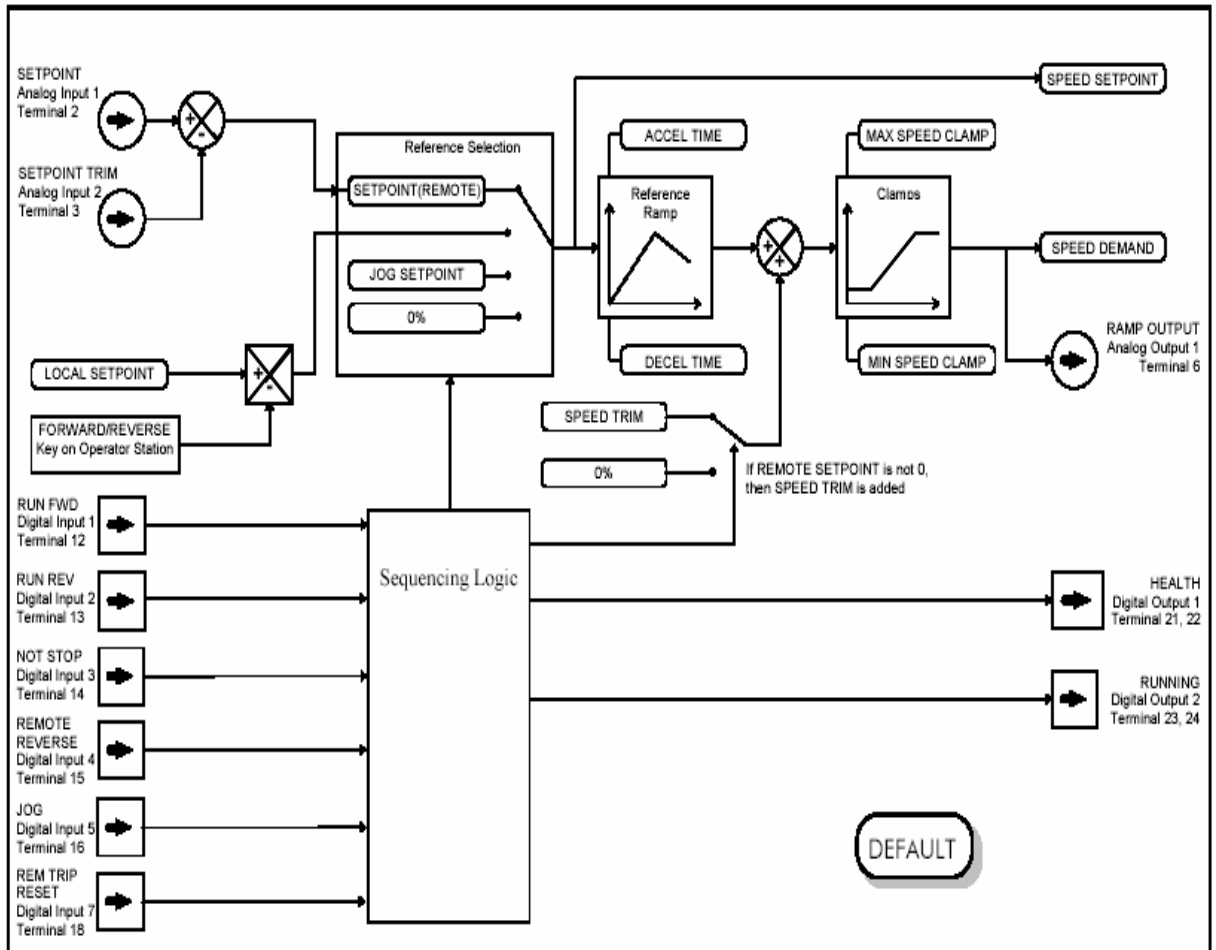 SETPOINT
Analog Input 1
Terminal 2
+
-
SETPOINT TRIM
Analog Input 2
Terminal 3
Reference Selection
SETPOINT(REMOTE)
JOG SETPOINT
0%
LOCAL SETPOINT
+
-
FORWARD/REVERSE
Key on Operator Station
ACCEL TIME
Reference
Ramp
DECEL TIME
+
+
MAX SPEED CLAMP
Clamps
MIN SPEED CLAMP
SPEED SETPOINT
SPEED DEMAND
RAMP OUTPUT
Analog Output 1
Terminal 6
SPEED TRIM
0%
If REMOTE SETPOINT is not 0,
then SPEED TRIM is added
RUN FWD
Digital Input 1
Terminal 12
RUN REV
Digital Input 2
Terminal 13
NOT STOP
Digital Input 3
Terminal 14
REMOTE
REVERSE
Digital Input 4
Terminal 15
JOG
Digital Input 5
Terminal 16
REM TRIP
RESET
Digital Input 7
Terminal 18
Sequencing Logic
HEALTH
Digital Output 1
Terminal 21, 22
RUNNING
Digital Output 2
Terminal 23, 24
DEFAULT